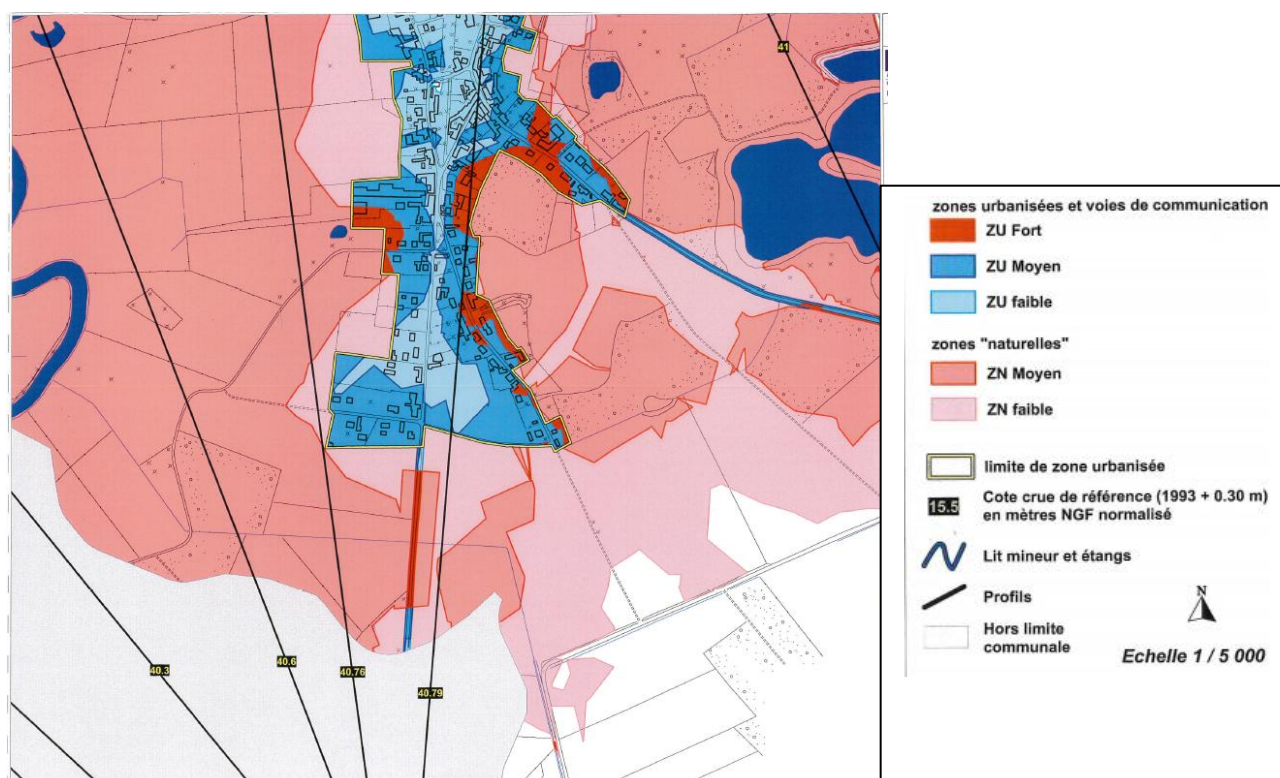 41
40.3
40.6
40.76
40.79
zones urbanisées et voies de communication
ZU Fort
ZU Moyen
ZU faible
zones "naturelles"
ZN Moyen
ZN faible
limite de zone urbanisée
15.5
Cote crue de référence (1993 + 0.30 m)
en mètres NGF normalisé
Lit mineur et étangs
Profils
Hors limite
communale
N
Echelle 1 / 5 000